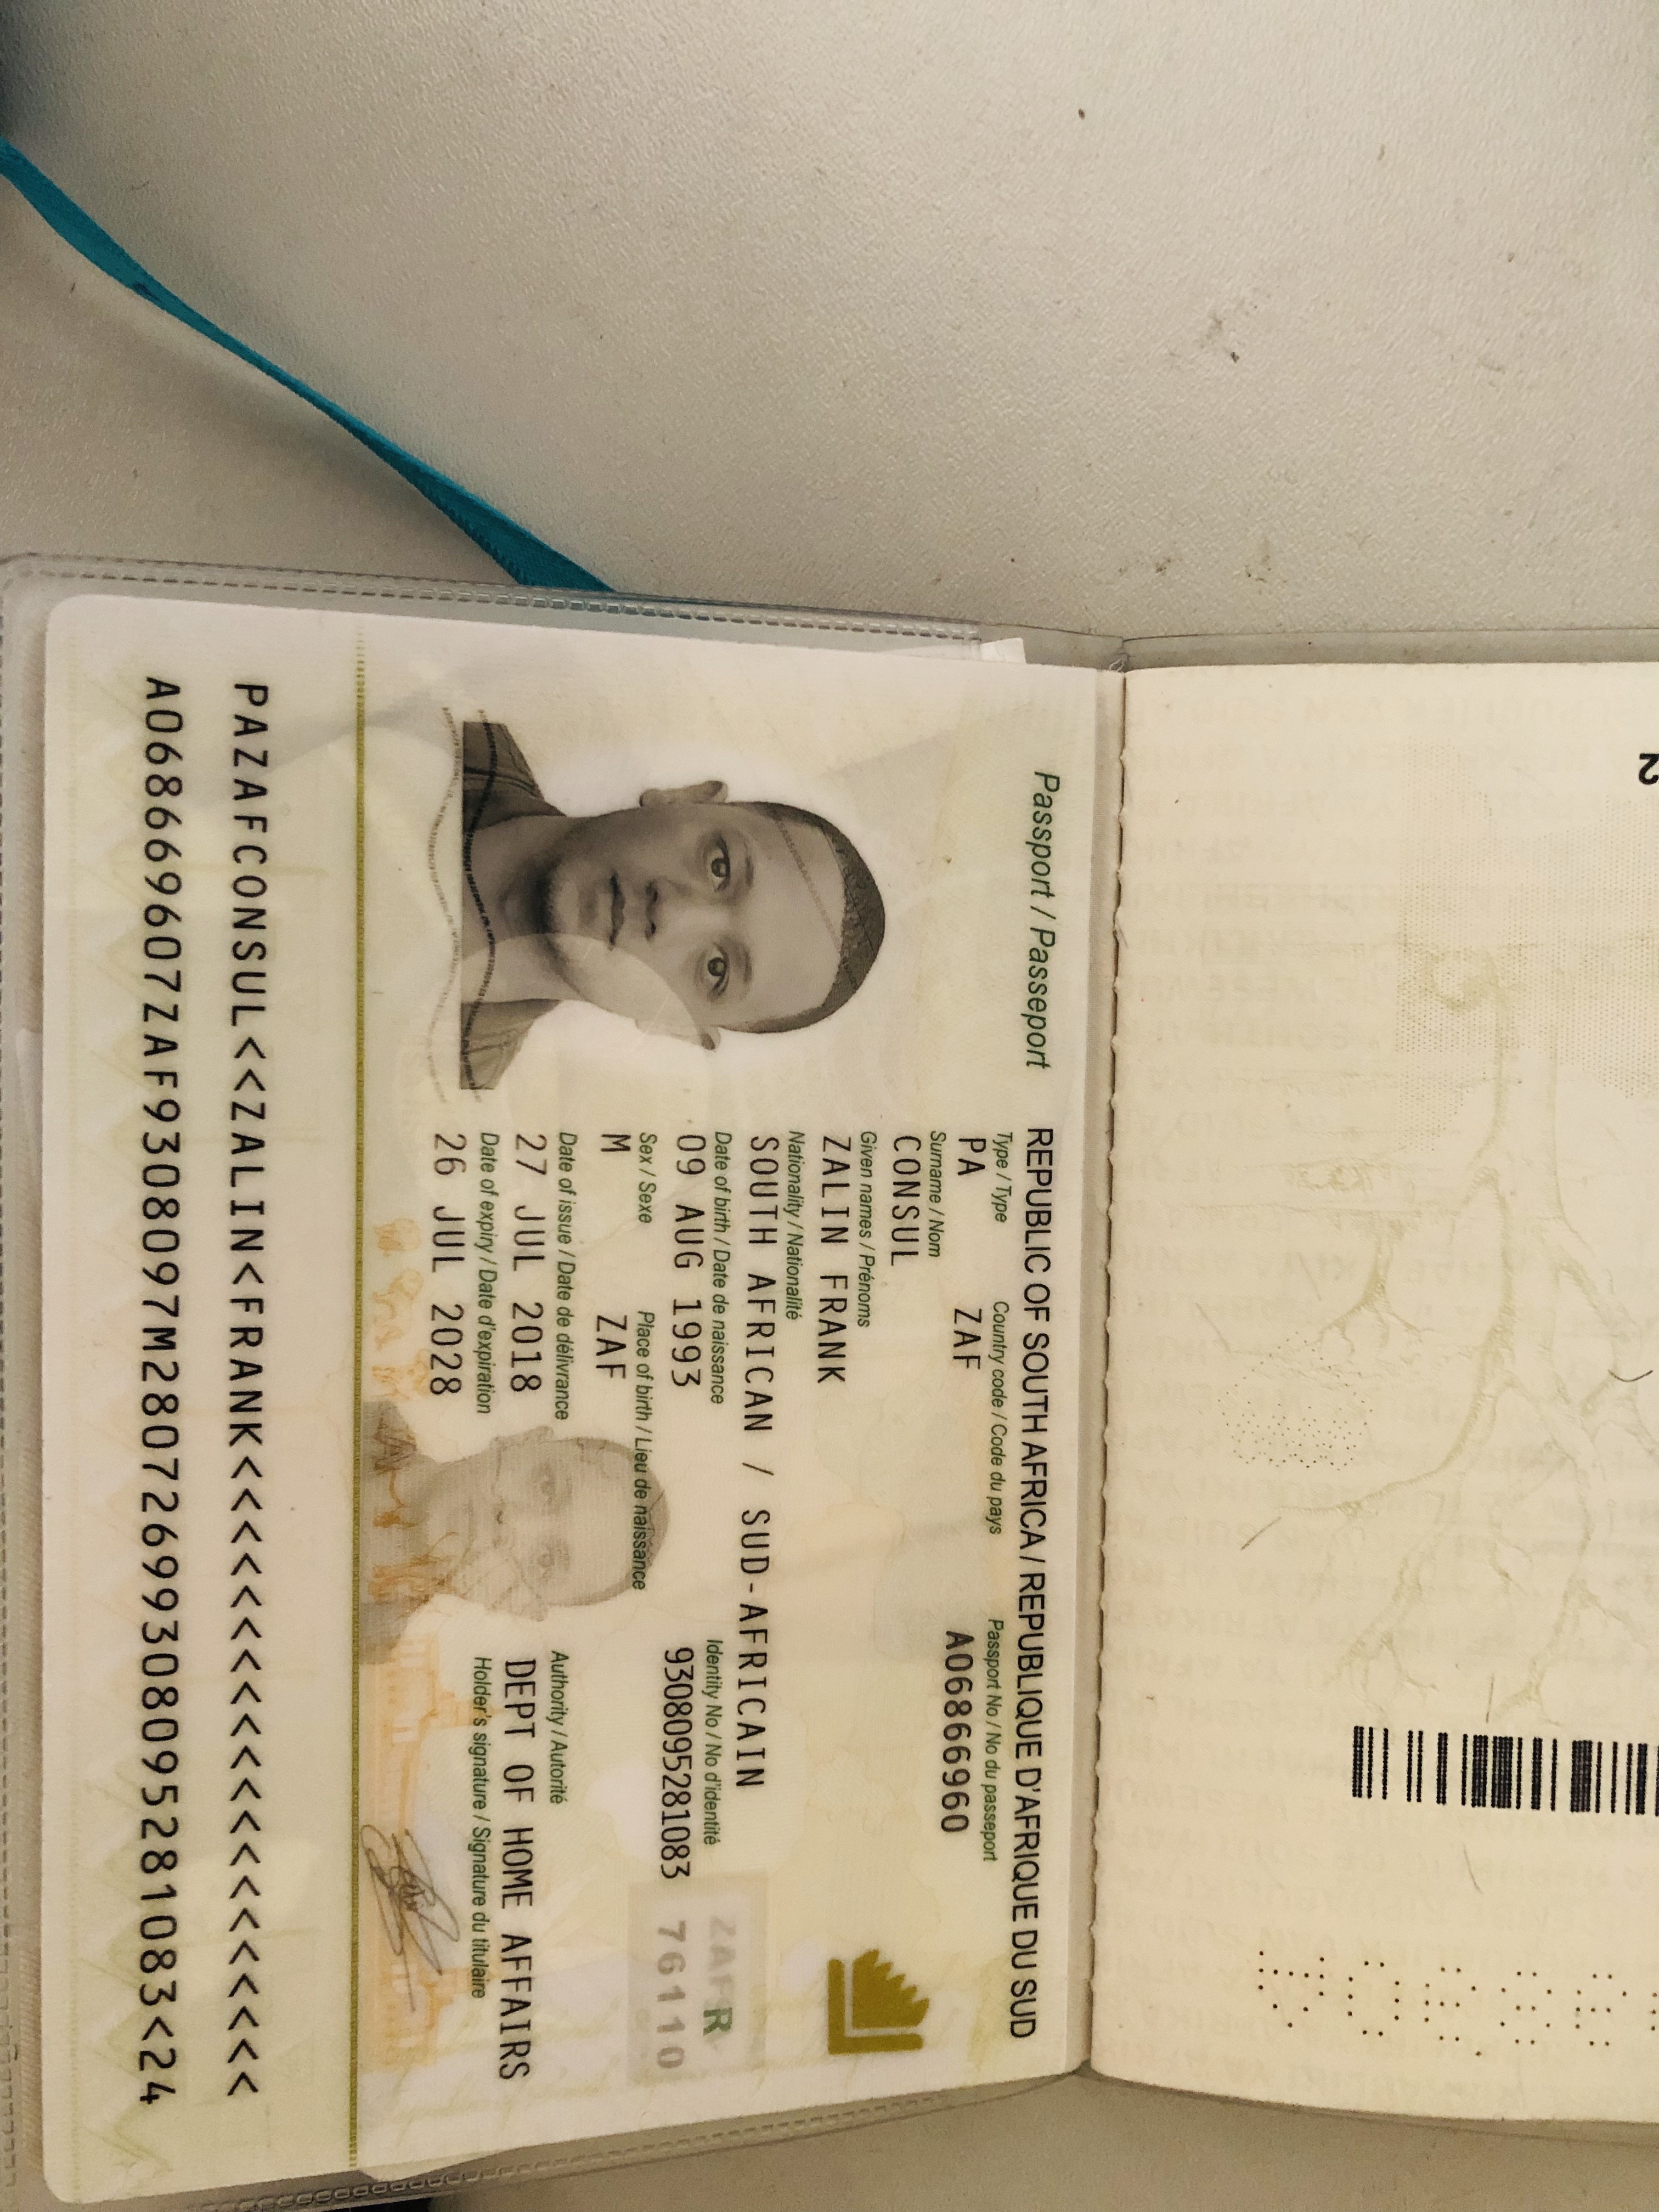 2
Passport / Passeport
REPUBLIC OF SOUTH AFRICA / REPUBLIQUE D'AFRIQUE DU SUD
Type / Type Country code / Code du pays Passport No / No du passeport
PA ZAF A06866960
Surname / Nom
CONSUL
Given names / Prénoms
ZALIN FRANK
Nationality / Nationalité
SOUTH AFRICAN / SUD-AFRICAIN
Date of birth / Date de naissance Identity No / No d'identité
09 AUG 1993 9308095281083
Sex / Sexe Place of birth / Lieu de naissance
M ZAF
Date of issue / Date de délivrance Authority / Autorité
27 JUL 2018 DEPT OF HOME AFFAIRS
Date of expiry / Date d'expiration Holder's signature / Signature du titulaire
26 JUL 2028
PAZAFCONSUL<<ZALIN<FRANK<<<<<<<<<<<<<<<<<<<<
A068669607ZAF9308097M28072699308095281083<24